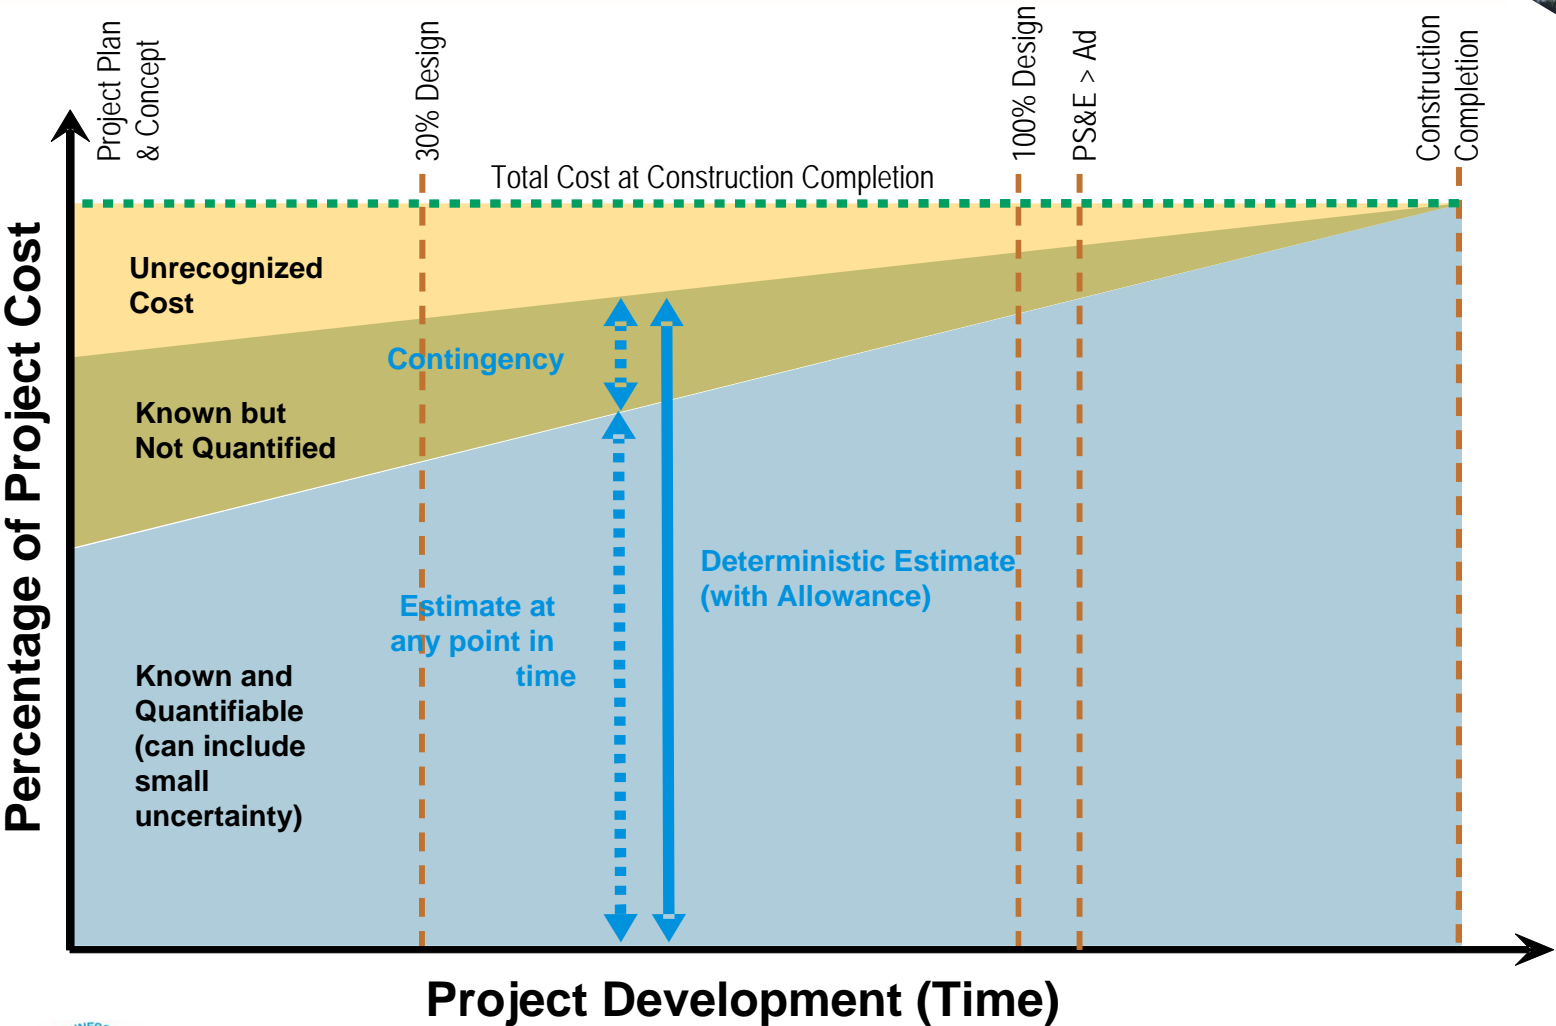 Project Plan
& Concept
30% Design
100% Design
PS&E > Ad
Construction
Completion
Total Cost at Construction Completion
Unrecognized
Cost
Contingency
Known but
Not Quantified
Deterministic Estimate
(with Allowance)
Estimate at
any point in
time
Known and
Quantifiable
(can include
small
uncertainty)
Percentage of Project Cost
Project Development (Time)